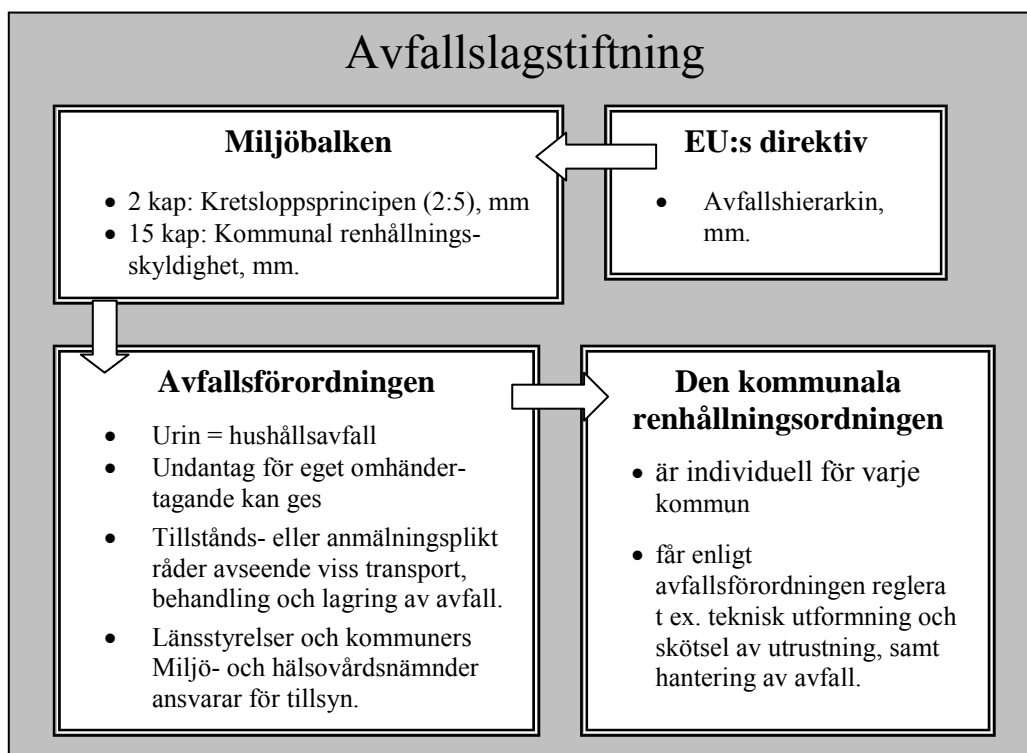 Avfallslagstiftning
Miljöbalken
• 2 kap: Kretsloppsprincipen (2:5), mm
• 15 kap: Kommunal renhållnings-
skyldighet, mm.
EU:s direktiv
• Avfallshierarkin,
mm.
Avfallsförordningen
• Urin = hushållsavfall
• Undantag för eget omhänder-
tagande kan ges
• Tillstånds- eller anmälningsplikt
råder avseende viss transport,
behandling och lagring av avfall.
• Länsstyrelser och kommuners
Miljö- och hälsovårdsnämnder
ansvarar för tillsyn.
Den kommunala
renhållningsordningen
• är individuell för varje
kommun
• får enligt
avfallsförordningen reglera
t ex. teknisk utformning och
skötsel av utrustning, samt
hantering av avfall.